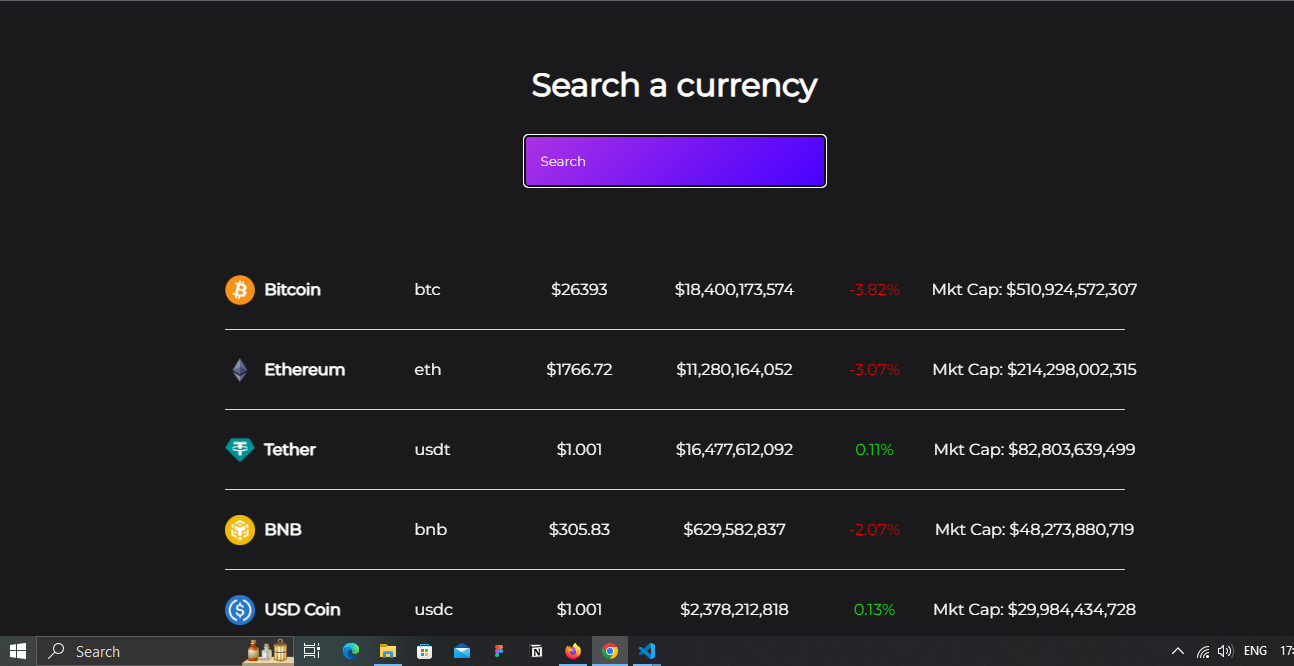 Search a currency
Search
Bitcoin btc $26393 $18,400,173,574 -3.82% Mkt Cap: $510,924,572,307
Ethereum eth $1766.72 $11,280,164,052 -3.07% Mkt Cap: $214,298,002,315
Tether usdt $1.001 $16,477,612,092 0.11% Mkt Cap: $82,803,639,499
BNB bnb $305.83 $629,582,837 -2.07% Mkt Cap: $48,273,880,719
USD Coin usdc $1.001 $2,378,212,818 0.13% Mkt Cap: $29,984,434,728
Search ENG 17: